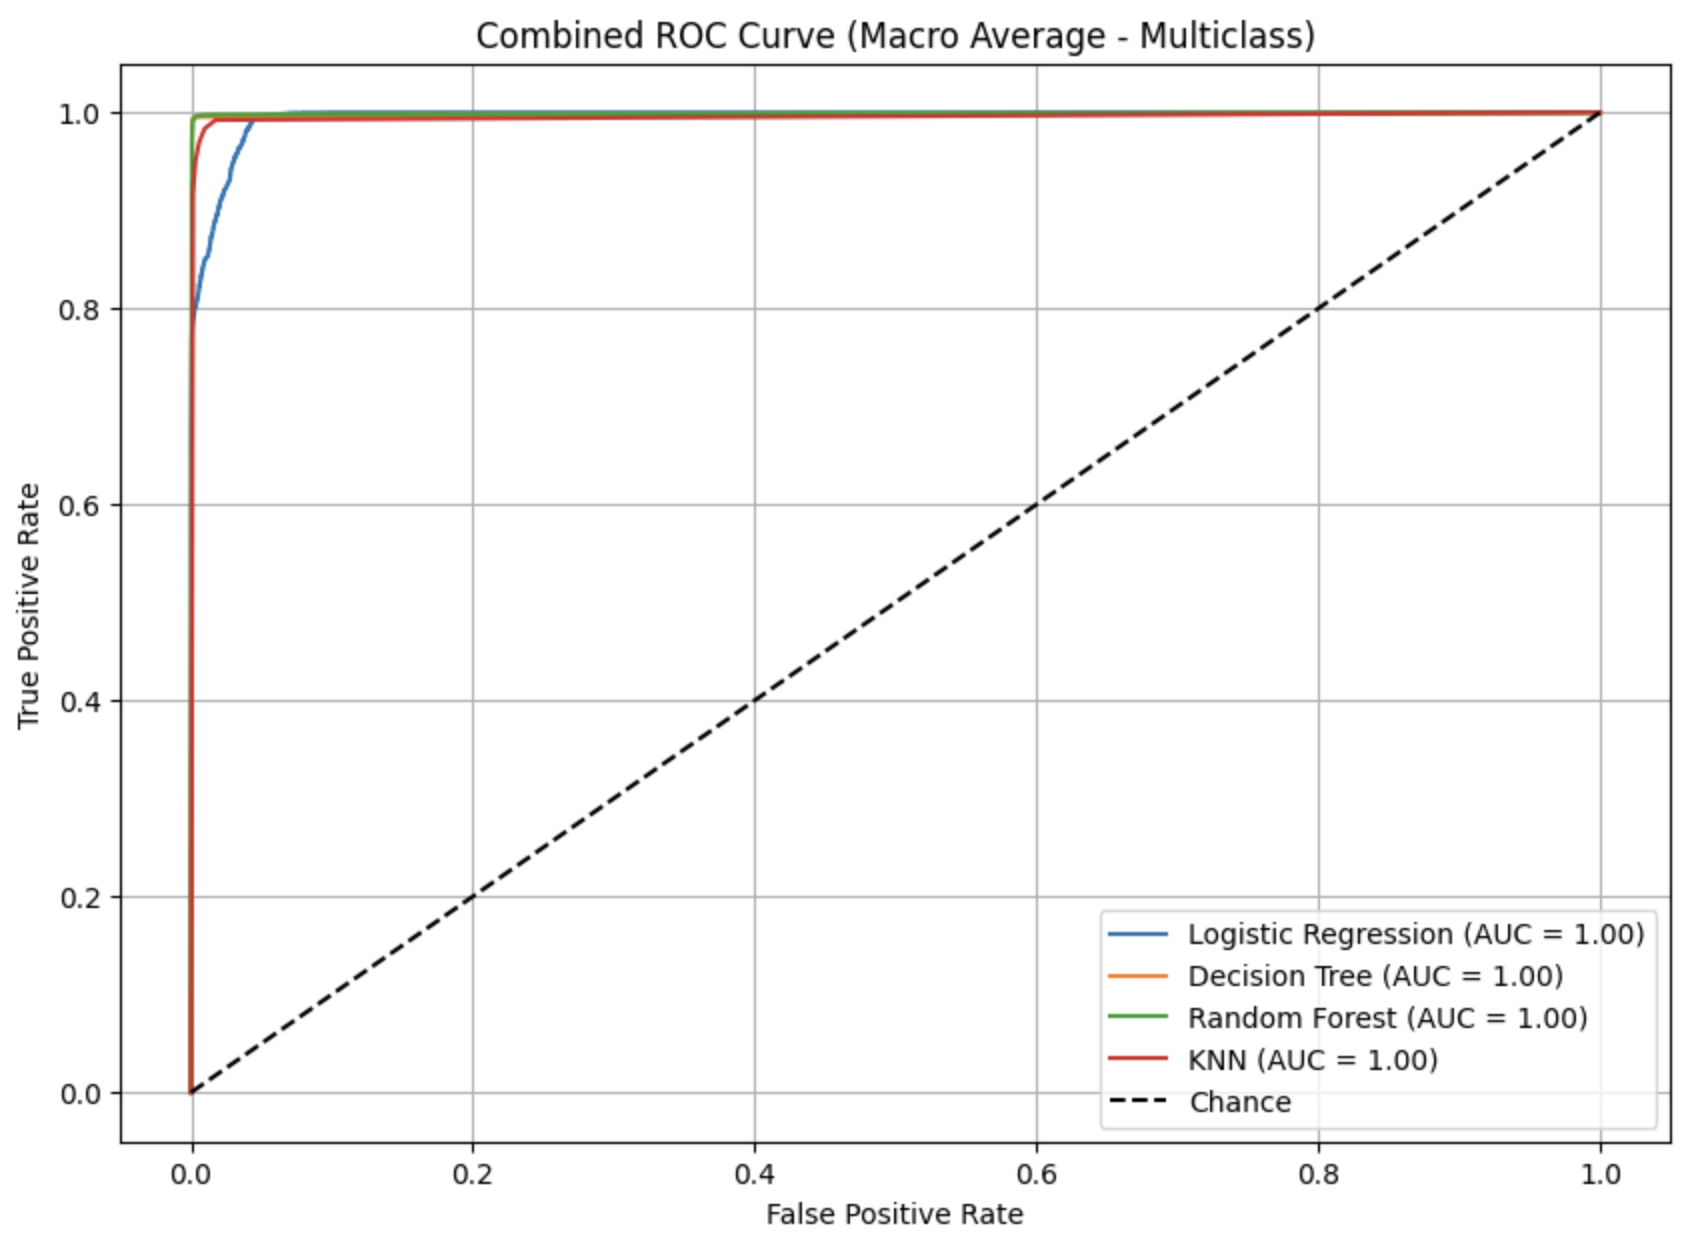 Combined ROC Curve (Macro Average - Multiclass)
1.0
0.8
0.6
0.4
0.2
0.0
True Positive Rate
0.0 0.2 0.4 0.6 0.8 1.0
False Positive Rate
Logistic Regression (AUC = 1.00)
Decision Tree (AUC = 1.00)
Random Forest (AUC = 1.00)
KNN (AUC = 1.00)
Chance